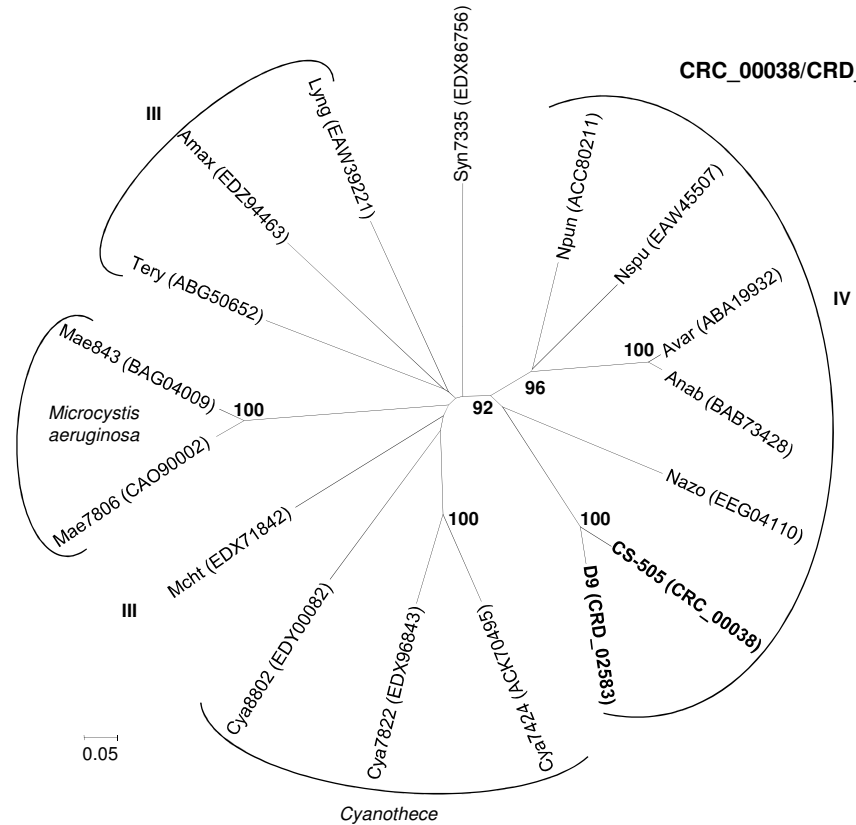 CRC_00038/CRD_
Syn7335 (EDX86756)
III
Lyng (EAW39221)
Amax (EDZ94463)
Tery (ABG50652)
Npun (ACC80211)
Nspu (EAW45507)
IV
Avar (ABA19932)
100
Anab (BAB73428)
96
92
Mae843 (BAG04009)
100
Microcystis
aeruginosa
Mae7806 (CAO90002)
Nazo (EEG04110)
100
CS-505 (CRC_00038)
D9 (CRD_02583)
100
Mcht (EDX71842)
III
Cya8802 (EDY00082)
Cya7822 (EDX96843)
Cya7424 (ACK70495)
0.05
Cyanothece